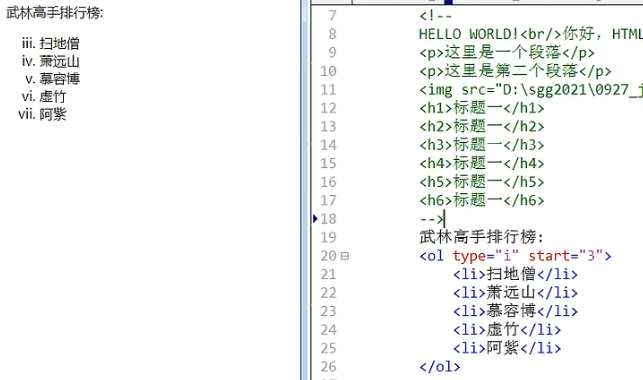 武林高手排行榜:
iii. 扫地僧
iv. 萧远山
v. 慕容博
vi. 虚竹
vii. 阿紫
7 <!--
8 HELLO WORLD!<br/>你好，HTM
9 <p>这里是一个段落</p>
10 <p>这里是第二个段落</p>
11 <img src="D:\sgg2021\0927_j
12 <h1>标题一</h1>
13 <h2>标题一</h2>
14 <h3>标题一</h3>
15 <h4>标题一</h4>
16 <h5>标题一</h5>
17 <h6>标题一</h6>
18 -->
19 武林高手排行榜:
20 <ol type="i" start="3">
21 <li>扫地僧</li>
22 <li>萧远山</li>
23 <li>慕容博</li>
24 <li>虚竹</li>
25 <li>阿紫</li>
26 </ol>